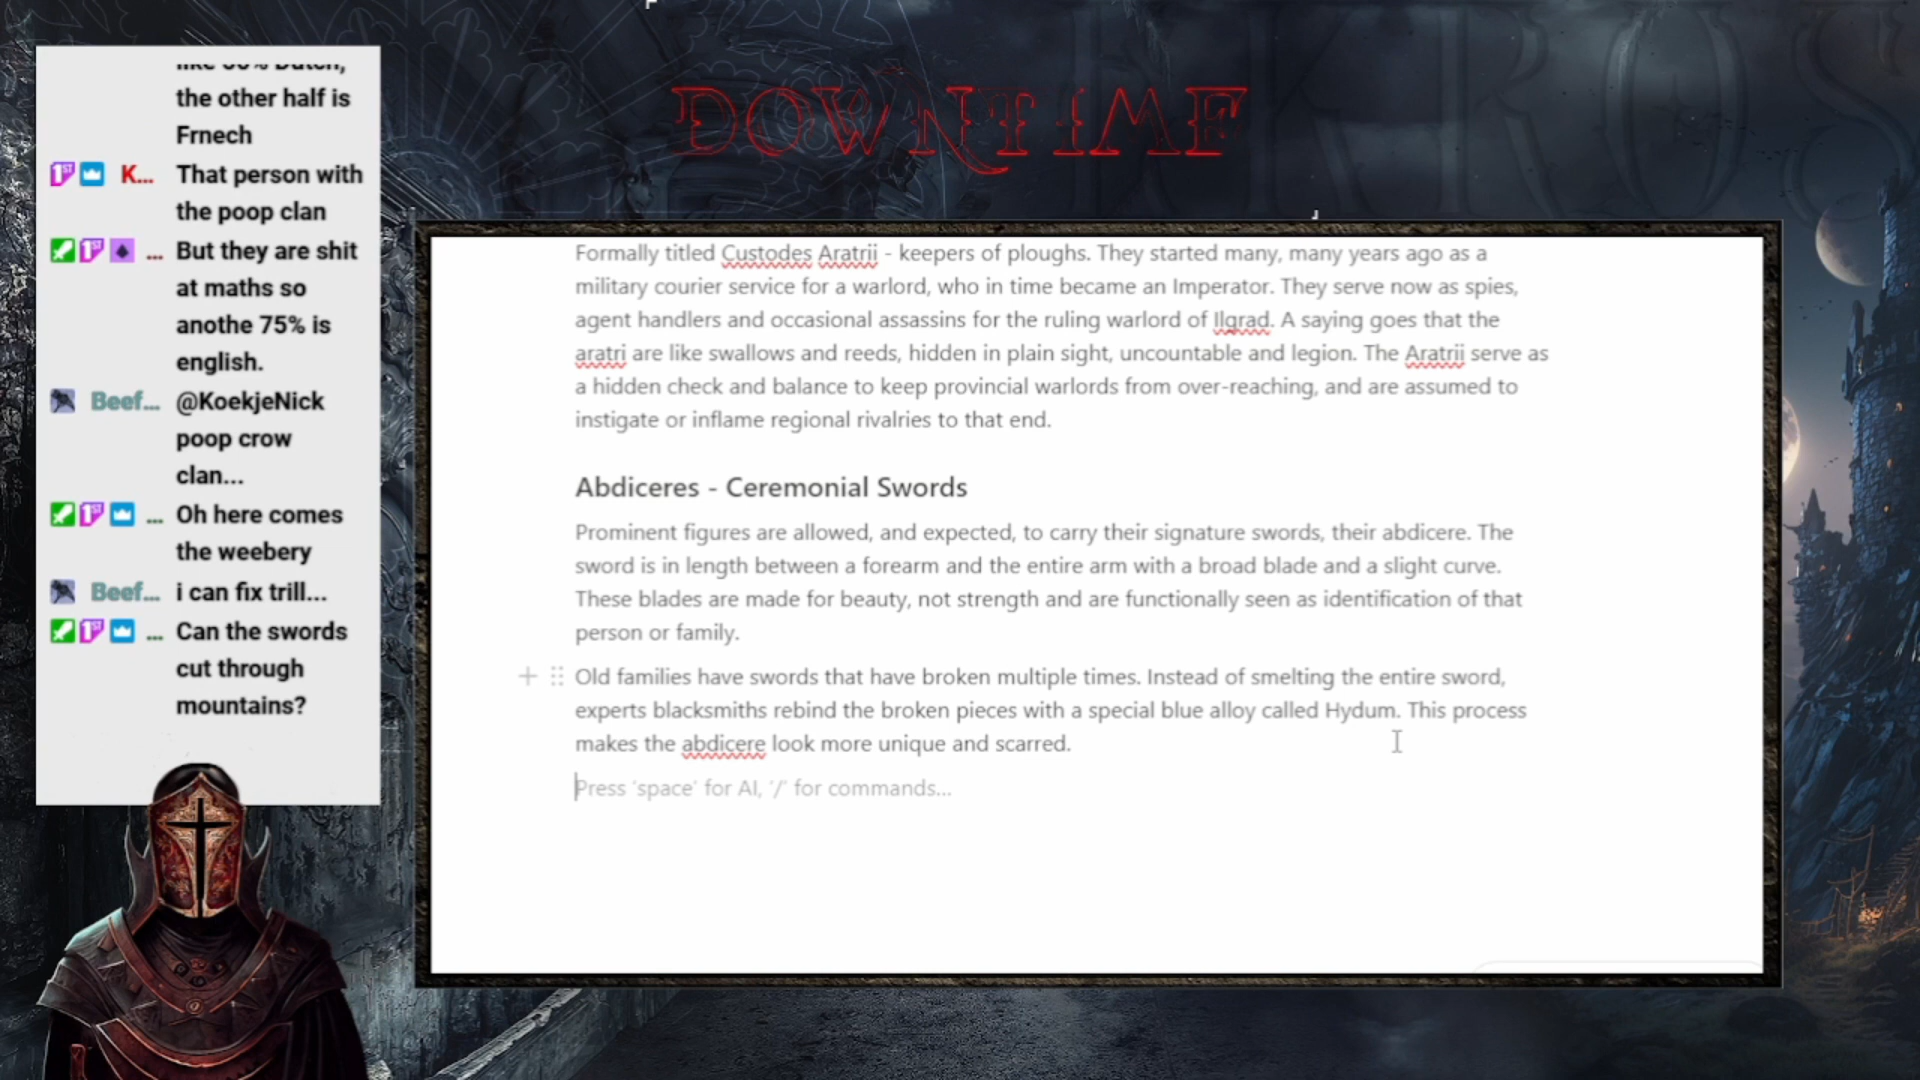 DOWNTIME
like 50% Dutch,
the other half is
Frnech
K... That person with
the poop clan
... But they are shit
at maths so
anothe 75% is
english.
Beef... @KoekjeNick
poop crow
clan...
... Oh here comes
the weebery
Beef... i can fix trill...
... Can the swords
cut through
mountains?
Formally titled Custodes Aratrii - keepers of ploughs. They started many, many years ago as a
military courier service for a warlord, who in time became an Imperator. They serve now as spies,
agent handlers and occasional assassins for the ruling warlord of Ilgrad. A saying goes that the
aratri are like swallows and reeds, hidden in plain sight, uncountable and legion. The Aratrii serve as
a hidden check and balance to keep provincial warlords from over-reaching, and are assumed to
instigate or inflame regional rivalries to that end.
Abdiceres - Ceremonial Swords
Prominent figures are allowed, and expected, to carry their signature swords, their abdicere. The
sword is in length between a forearm and the entire arm with a broad blade and a slight curve.
These blades are made for beauty, not strength and are functionally seen as identification of that
person or family.
Old families have swords that have broken multiple times. Instead of smelting the entire sword,
experts blacksmiths rebind the broken pieces with a special blue alloy called Hydum. This process
makes the abdicere look more unique and scarred.
Press 'space' for AI, '/' for commands...